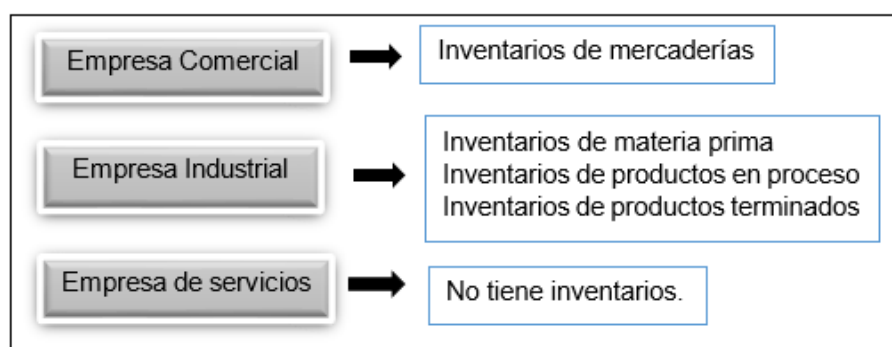 Empresa Comercial
Inventarios de mercaderías
Empresa Industrial
Inventarios de materia prima
Inventarios de productos en proceso
Inventarios de productos terminados
Empresa de servicios
No tiene inventarios.